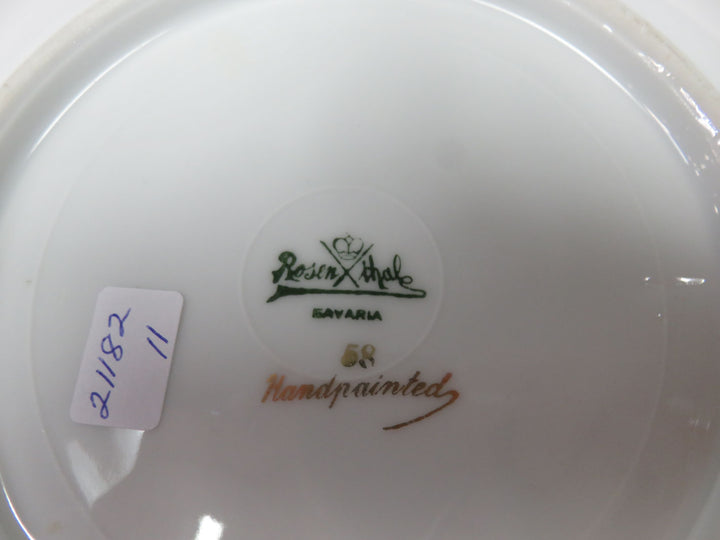 Rosenthal
BAVARIA
58
Handpainted
21182
11